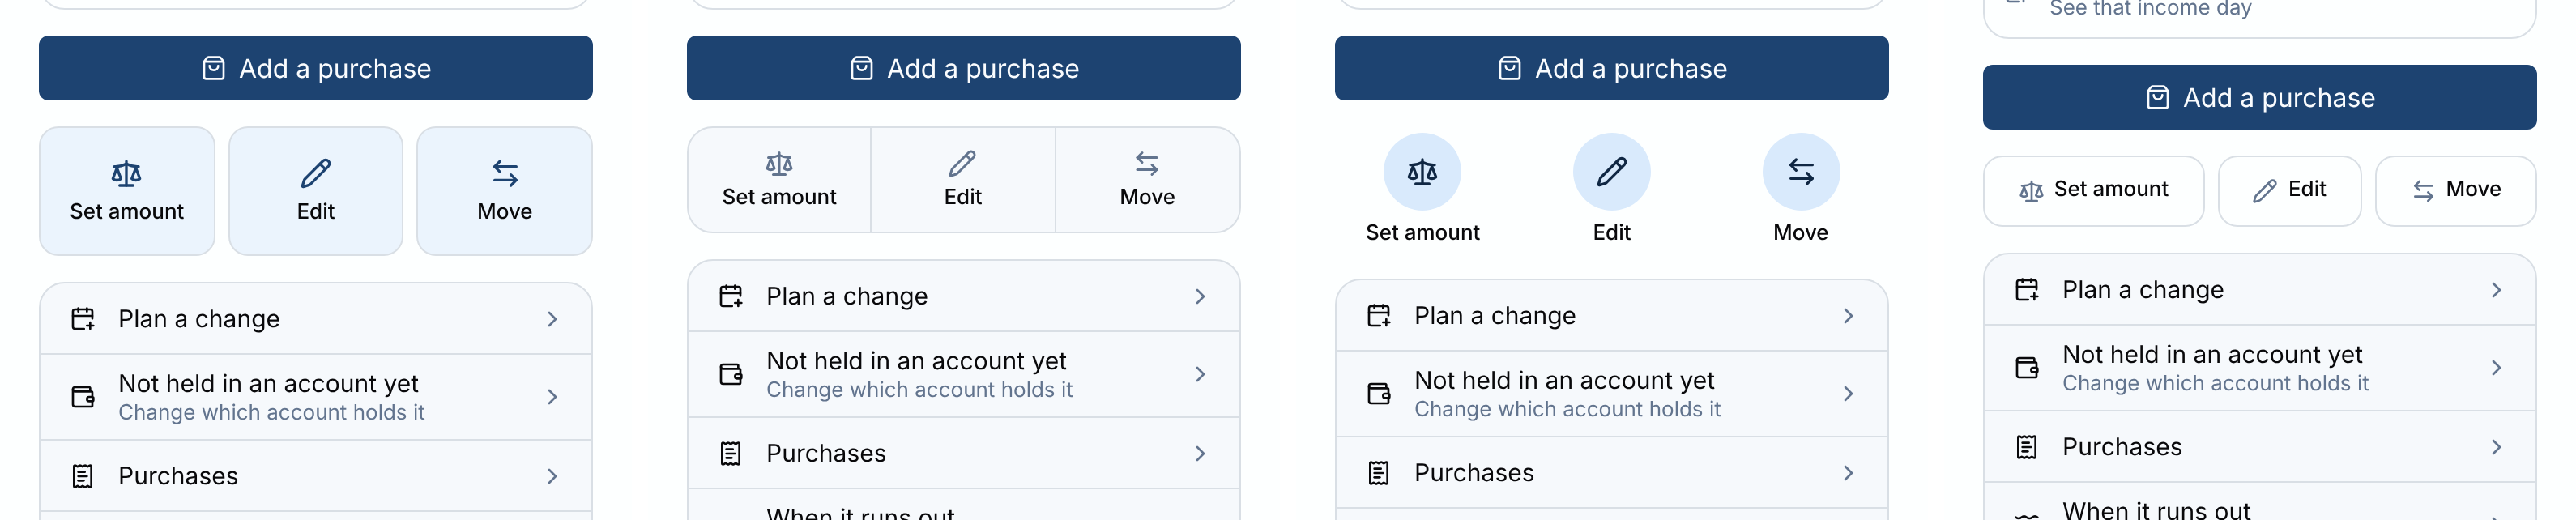 Add a purchase
Set amount
Edit
Move
Plan a change
Not held in an account yet
Change which account holds it
Purchases
Add a purchase
Set amount
Edit
Move
Plan a change
Not held in an account yet
Change which account holds it
Purchases
When it runs out
Add a purchase
Set amount
Edit
Move
Plan a change
Not held in an account yet
Change which account holds it
Purchases
See that income day
Add a purchase
Set amount
Edit
Move
Plan a change
Not held in an account yet
Change which account holds it
Purchases
When it runs out